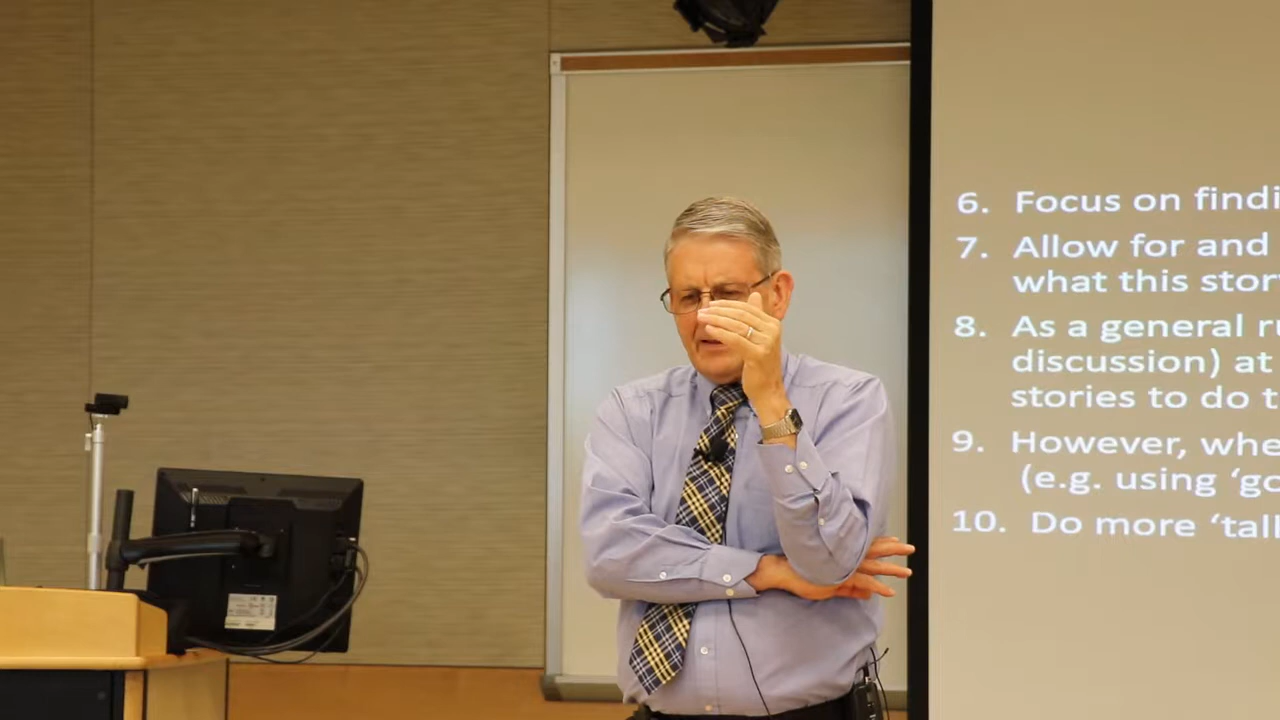 6. Focus on findi
7. Allow for and
what this stor
8. As a general ru
discussion) at
stories to do t
9. However, whe
(e.g. using ‘go
10. Do more ‘tall